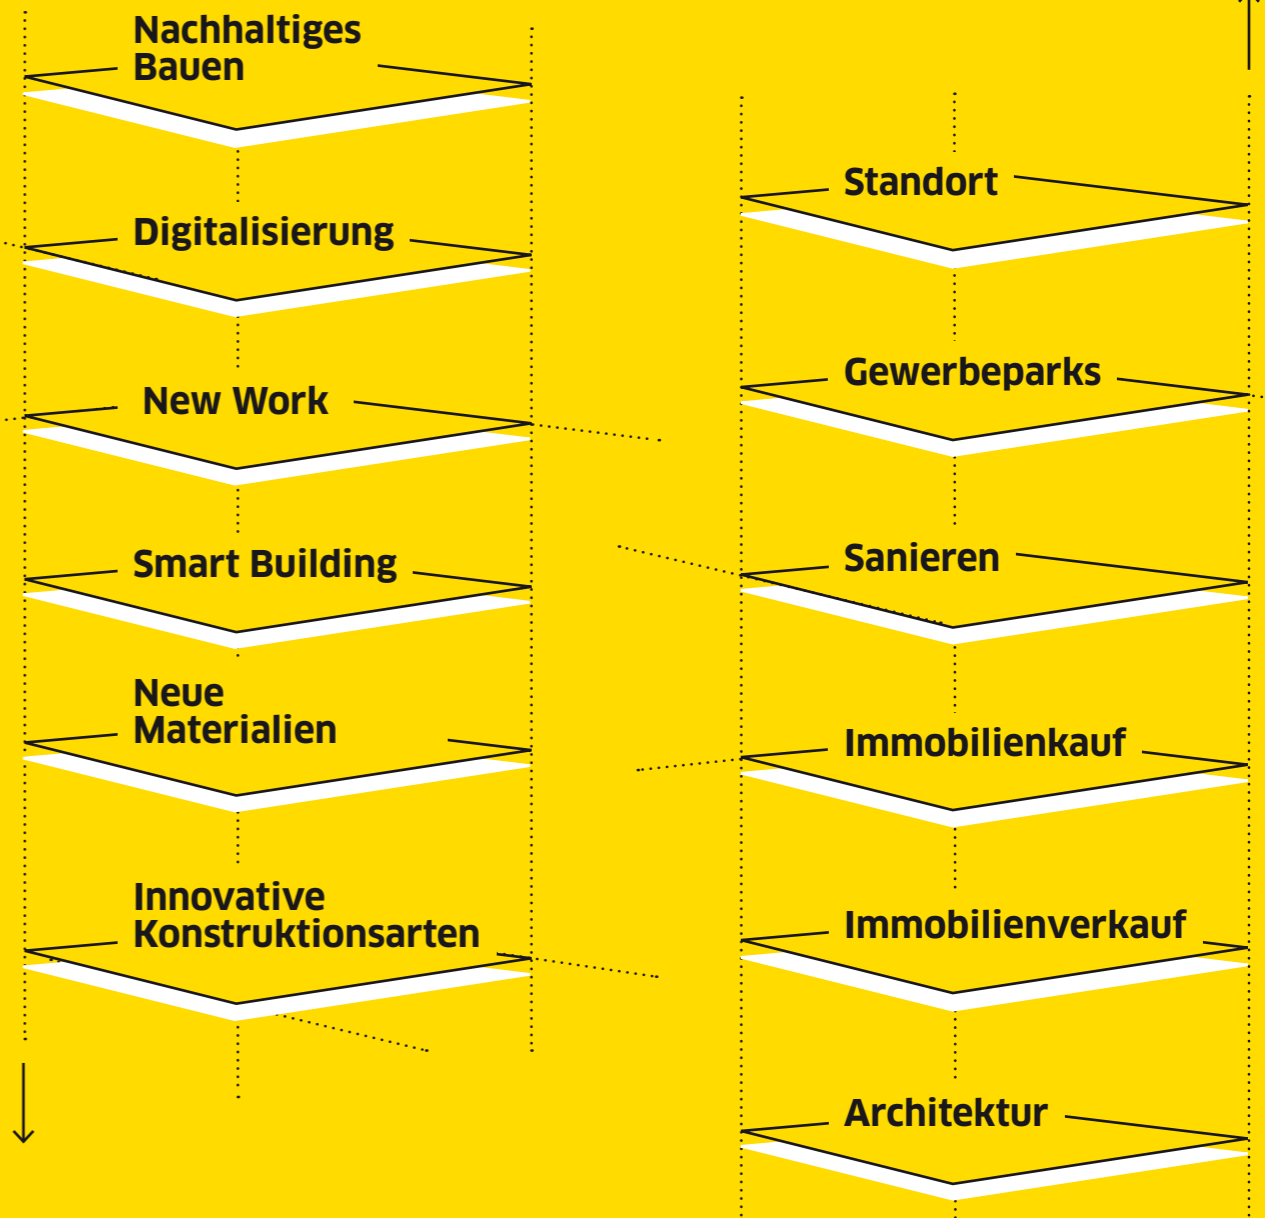 Nachhaltiges
Bauen
Digitalisierung
New Work
Smart Building
Neue
Materialien
Innovative
Konstruktionsarten
Standort
Gewerbeparks
Sanieren
Immobilienkauf
Immobilienverkauf
Architektur